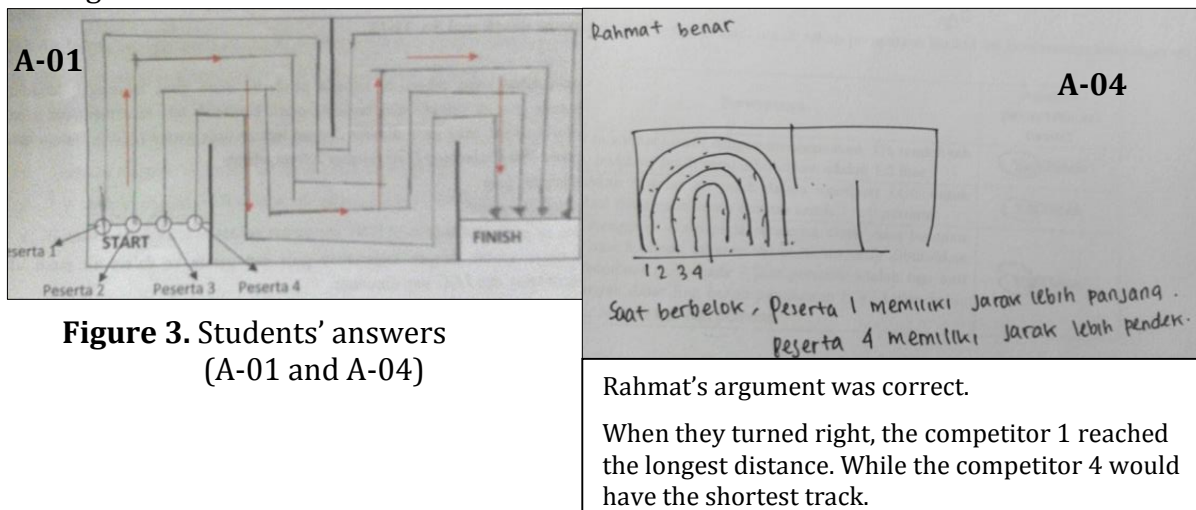 A-01
START
FINISH
eserta 1
Peserta 2
Peserta 3
Peserta 4
Figure 3. Students' answers
(A-01 and A-04)
Rahmat benar
A-04
1 2 3 4
Saat berbelok, Peserta 1 memiliki jarak lebih panjang.
Peserta 4 memiliki jarak lebih pendek.
Rahmat's argument was correct.
When they turned right, the competitor 1 reached
the longest distance. While the competitor 4 would
have the shortest track.